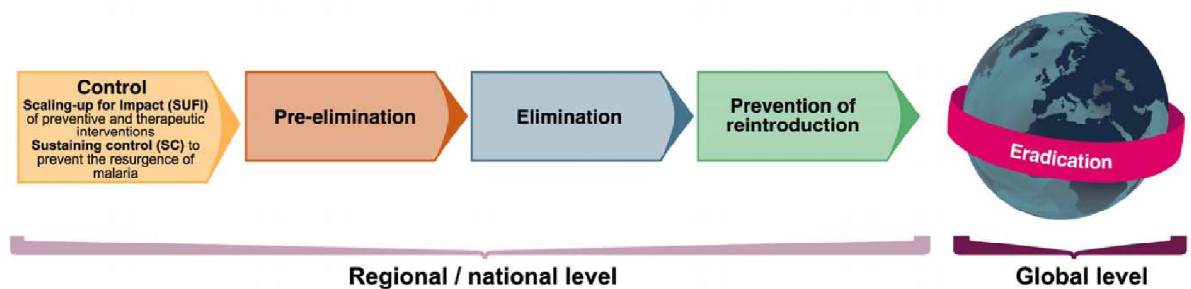 Control
Scaling-up for Impact (SUFI)
of preventive and therapeutic
interventions
Sustaining control (SC) to
prevent the resurgence of
malaria
Pre-elimination
Elimination
Prevention of
reintroduction
Eradication
Regional / national level
Global level